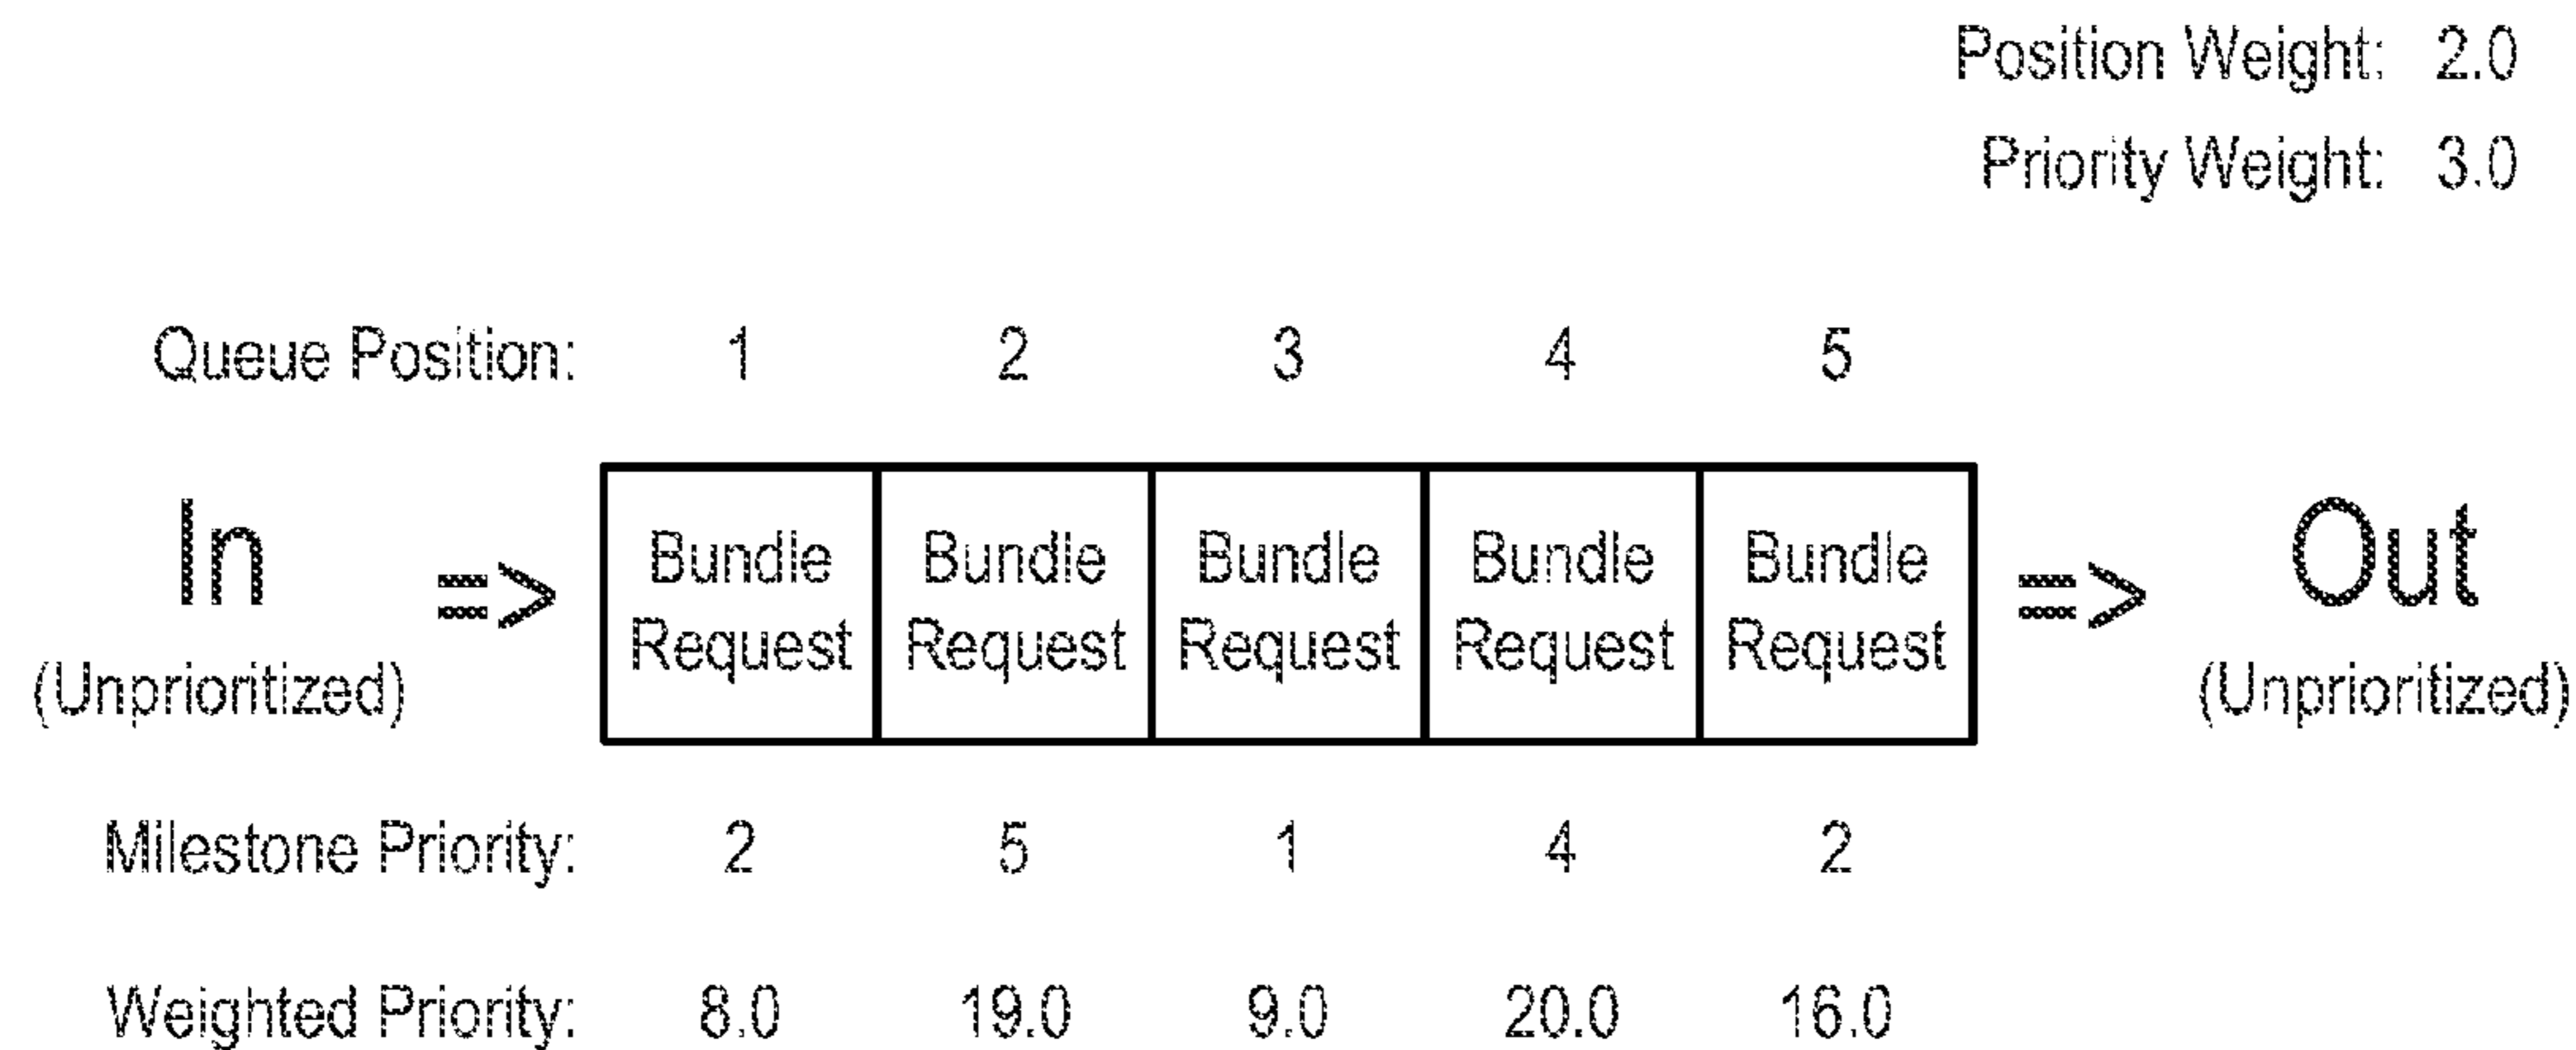 Position Weight: 2.0
Priority Weight: 3.0
Queue Position: 1 2 3 4 5
In => Bundle Request Bundle Request Bundle Request Bundle Request Bundle Request => Out
(Unprioritized) (Unprioritized)
Milestone Priority: 2 5 1 4 2
Weighted Priority: 8.0 19.0 9.0 20.0 16.0